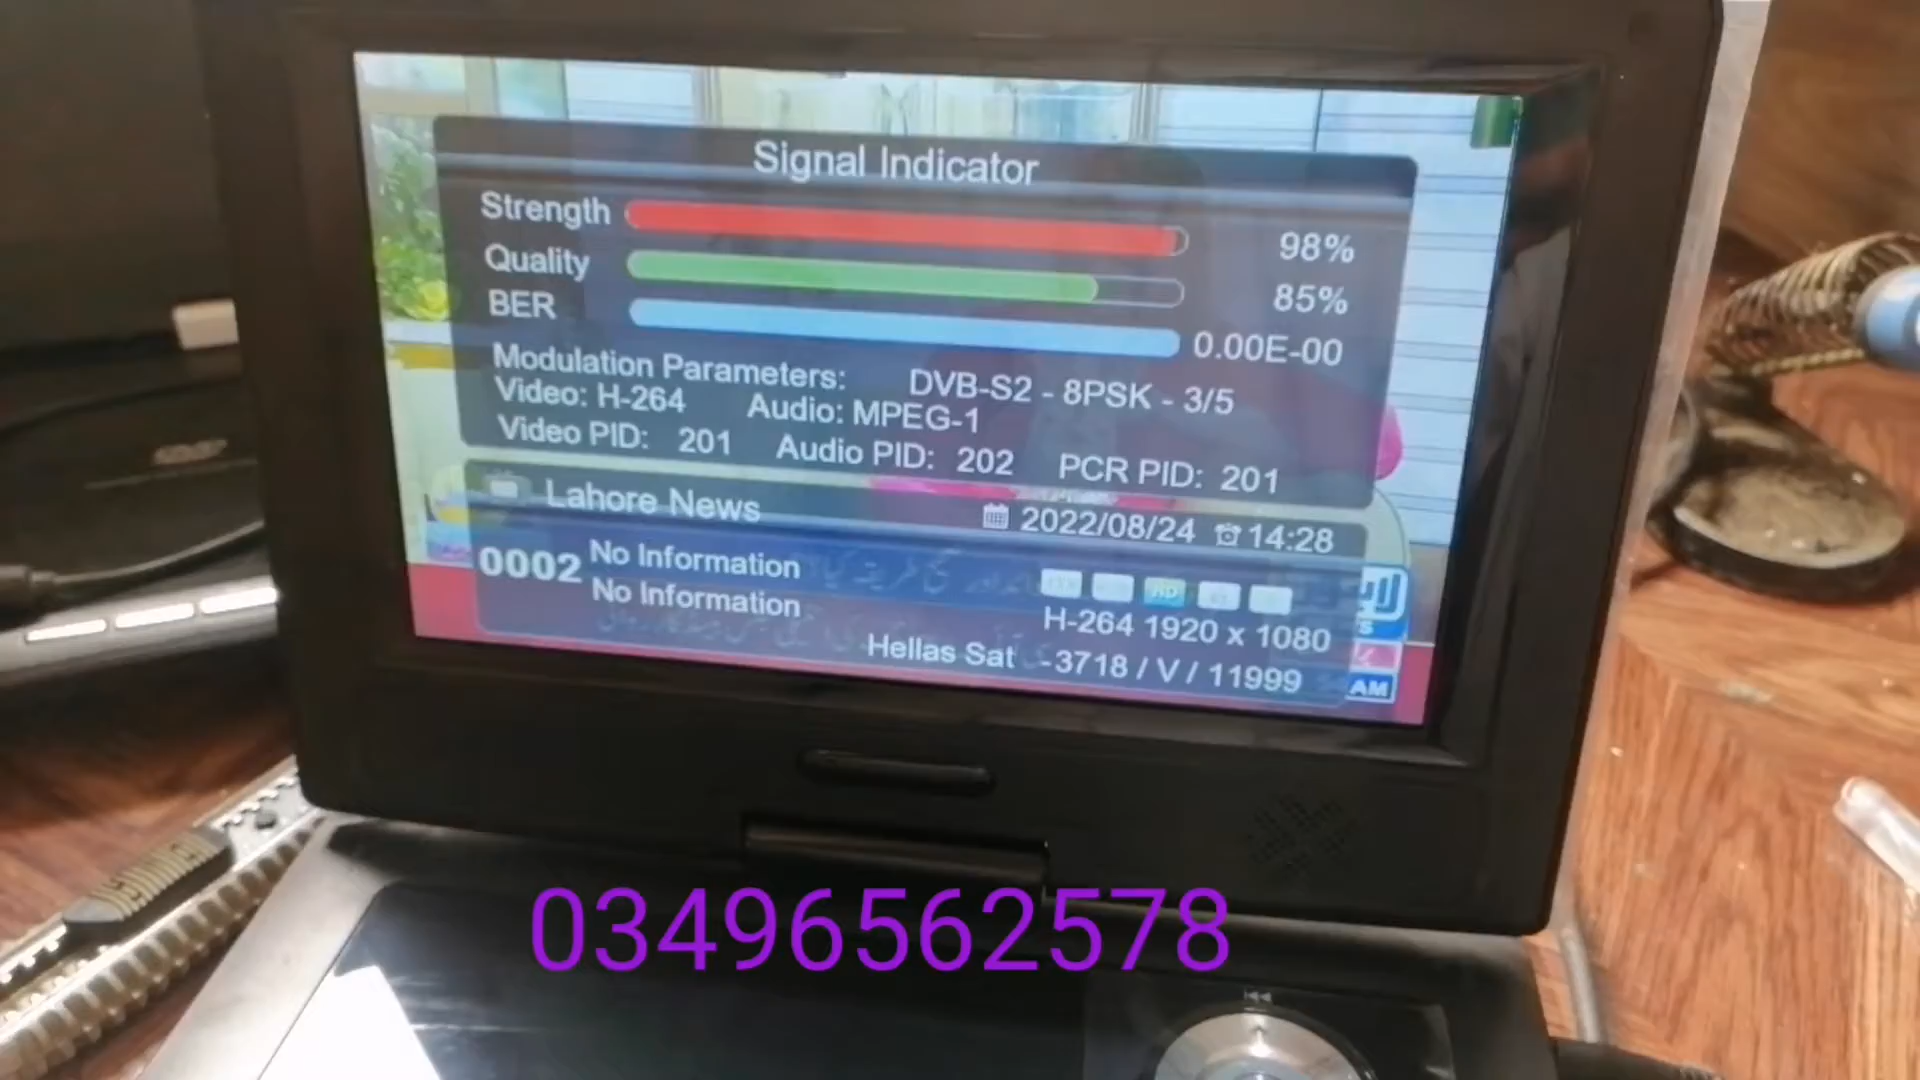 Signal Indicator
Strength 98%
Quality 85%
BER 0.00E-00
Modulation Parameters: DVB-S2 - 8PSK - 3/5
Video: H-264 Audio: MPEG-1
Video PID: 201 Audio PID: 202 PCR PID: 201
Lahore News 2022/08/24 14:28
0002 No Information
No Information HD
H-264 1920 x 1080
Hellas Sat -3718 / V / 11999
AM
03496562578